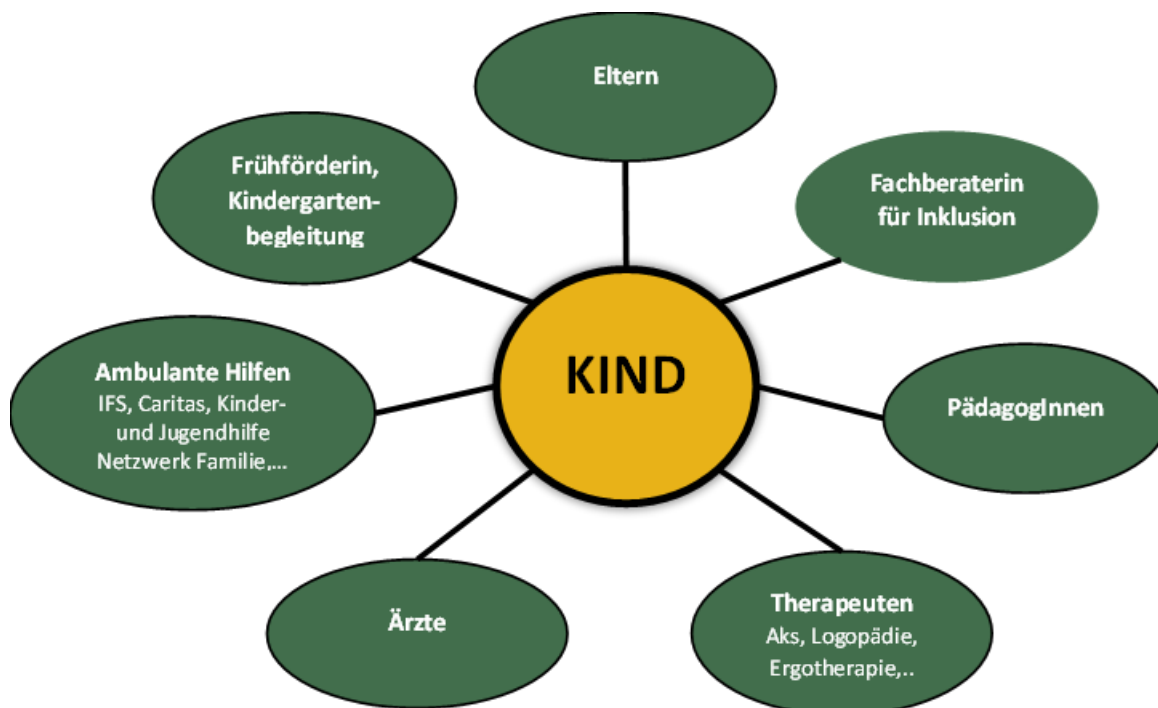 Eltern
Frühförderin,
Kindergarten-
begleitung
Fachberaterin
für Inklusion
Ambulante Hilfen
IFS, Caritas, Kinder-
und Jugendhilfe
Netzwerk Familie,...
KIND
PädagogInnen
Ärzte
Therapeuten
Aks, Logopädie,
Ergotherapie,..